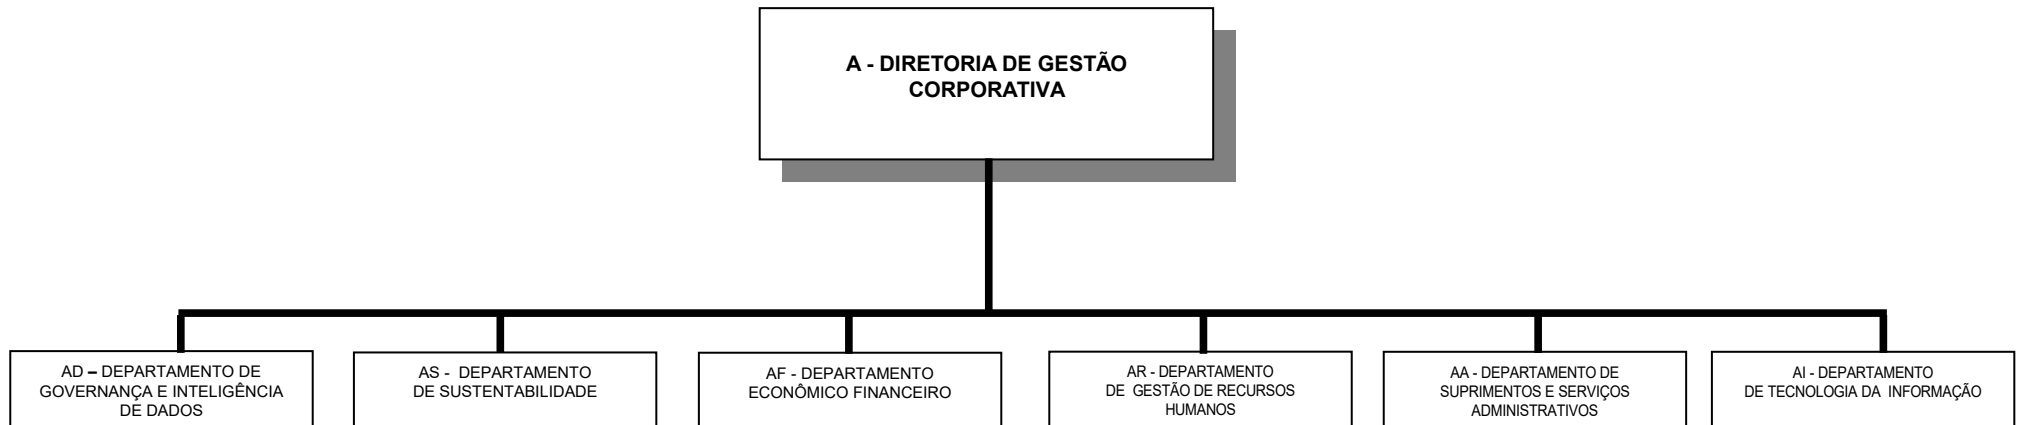 A - DIRETORIA DE GESTÃO
CORPORATIVA
AD – DEPARTAMENTO DE
GOVERNANÇA E INTELIGÊNCIA
DE DADOS
AS - DEPARTAMENTO
DE SUSTENTABILIDADE
AF - DEPARTAMENTO
ECONÔMICO FINANCEIRO
AR - DEPARTAMENTO
DE GESTÃO DE RECURSOS
HUMANOS
AA - DEPARTAMENTO DE
SUPRIMENTOS E SERVIÇOS
ADMINISTRATIVOS
AI - DEPARTAMENTO
DE TECNOLOGIA DA INFORMAÇÃO